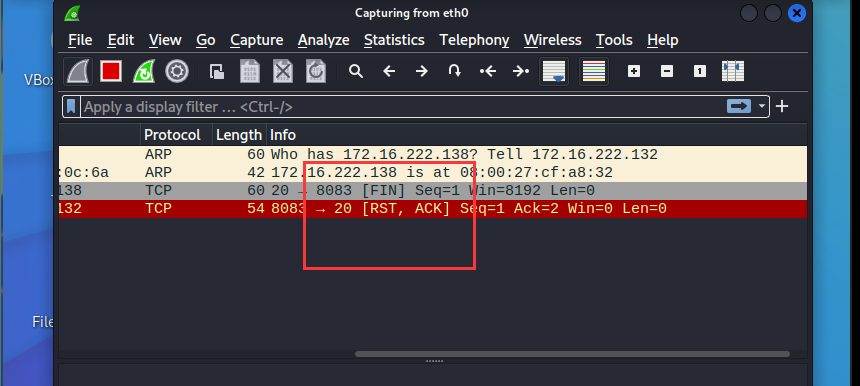 Capturing from eth0
File Edit View Go Capture Analyze Statistics Telephony Wireless Tools Help
VBox
Apply a display filter ... <Ctrl-/>
Protocol Length Info
ARP 60 Who has 172.16.222.138? Tell 172.16.222.132
:0c:6a ARP 42 172.16.222.138 is at 08:00:27:cf:a8:32
138 TCP 60 20 → 8083 [FIN] Seq=1 Win=8192 Len=0
132 TCP 54 8083 → 20 [RST, ACK] Seq=1 Ack=2 Win=0 Len=0
File